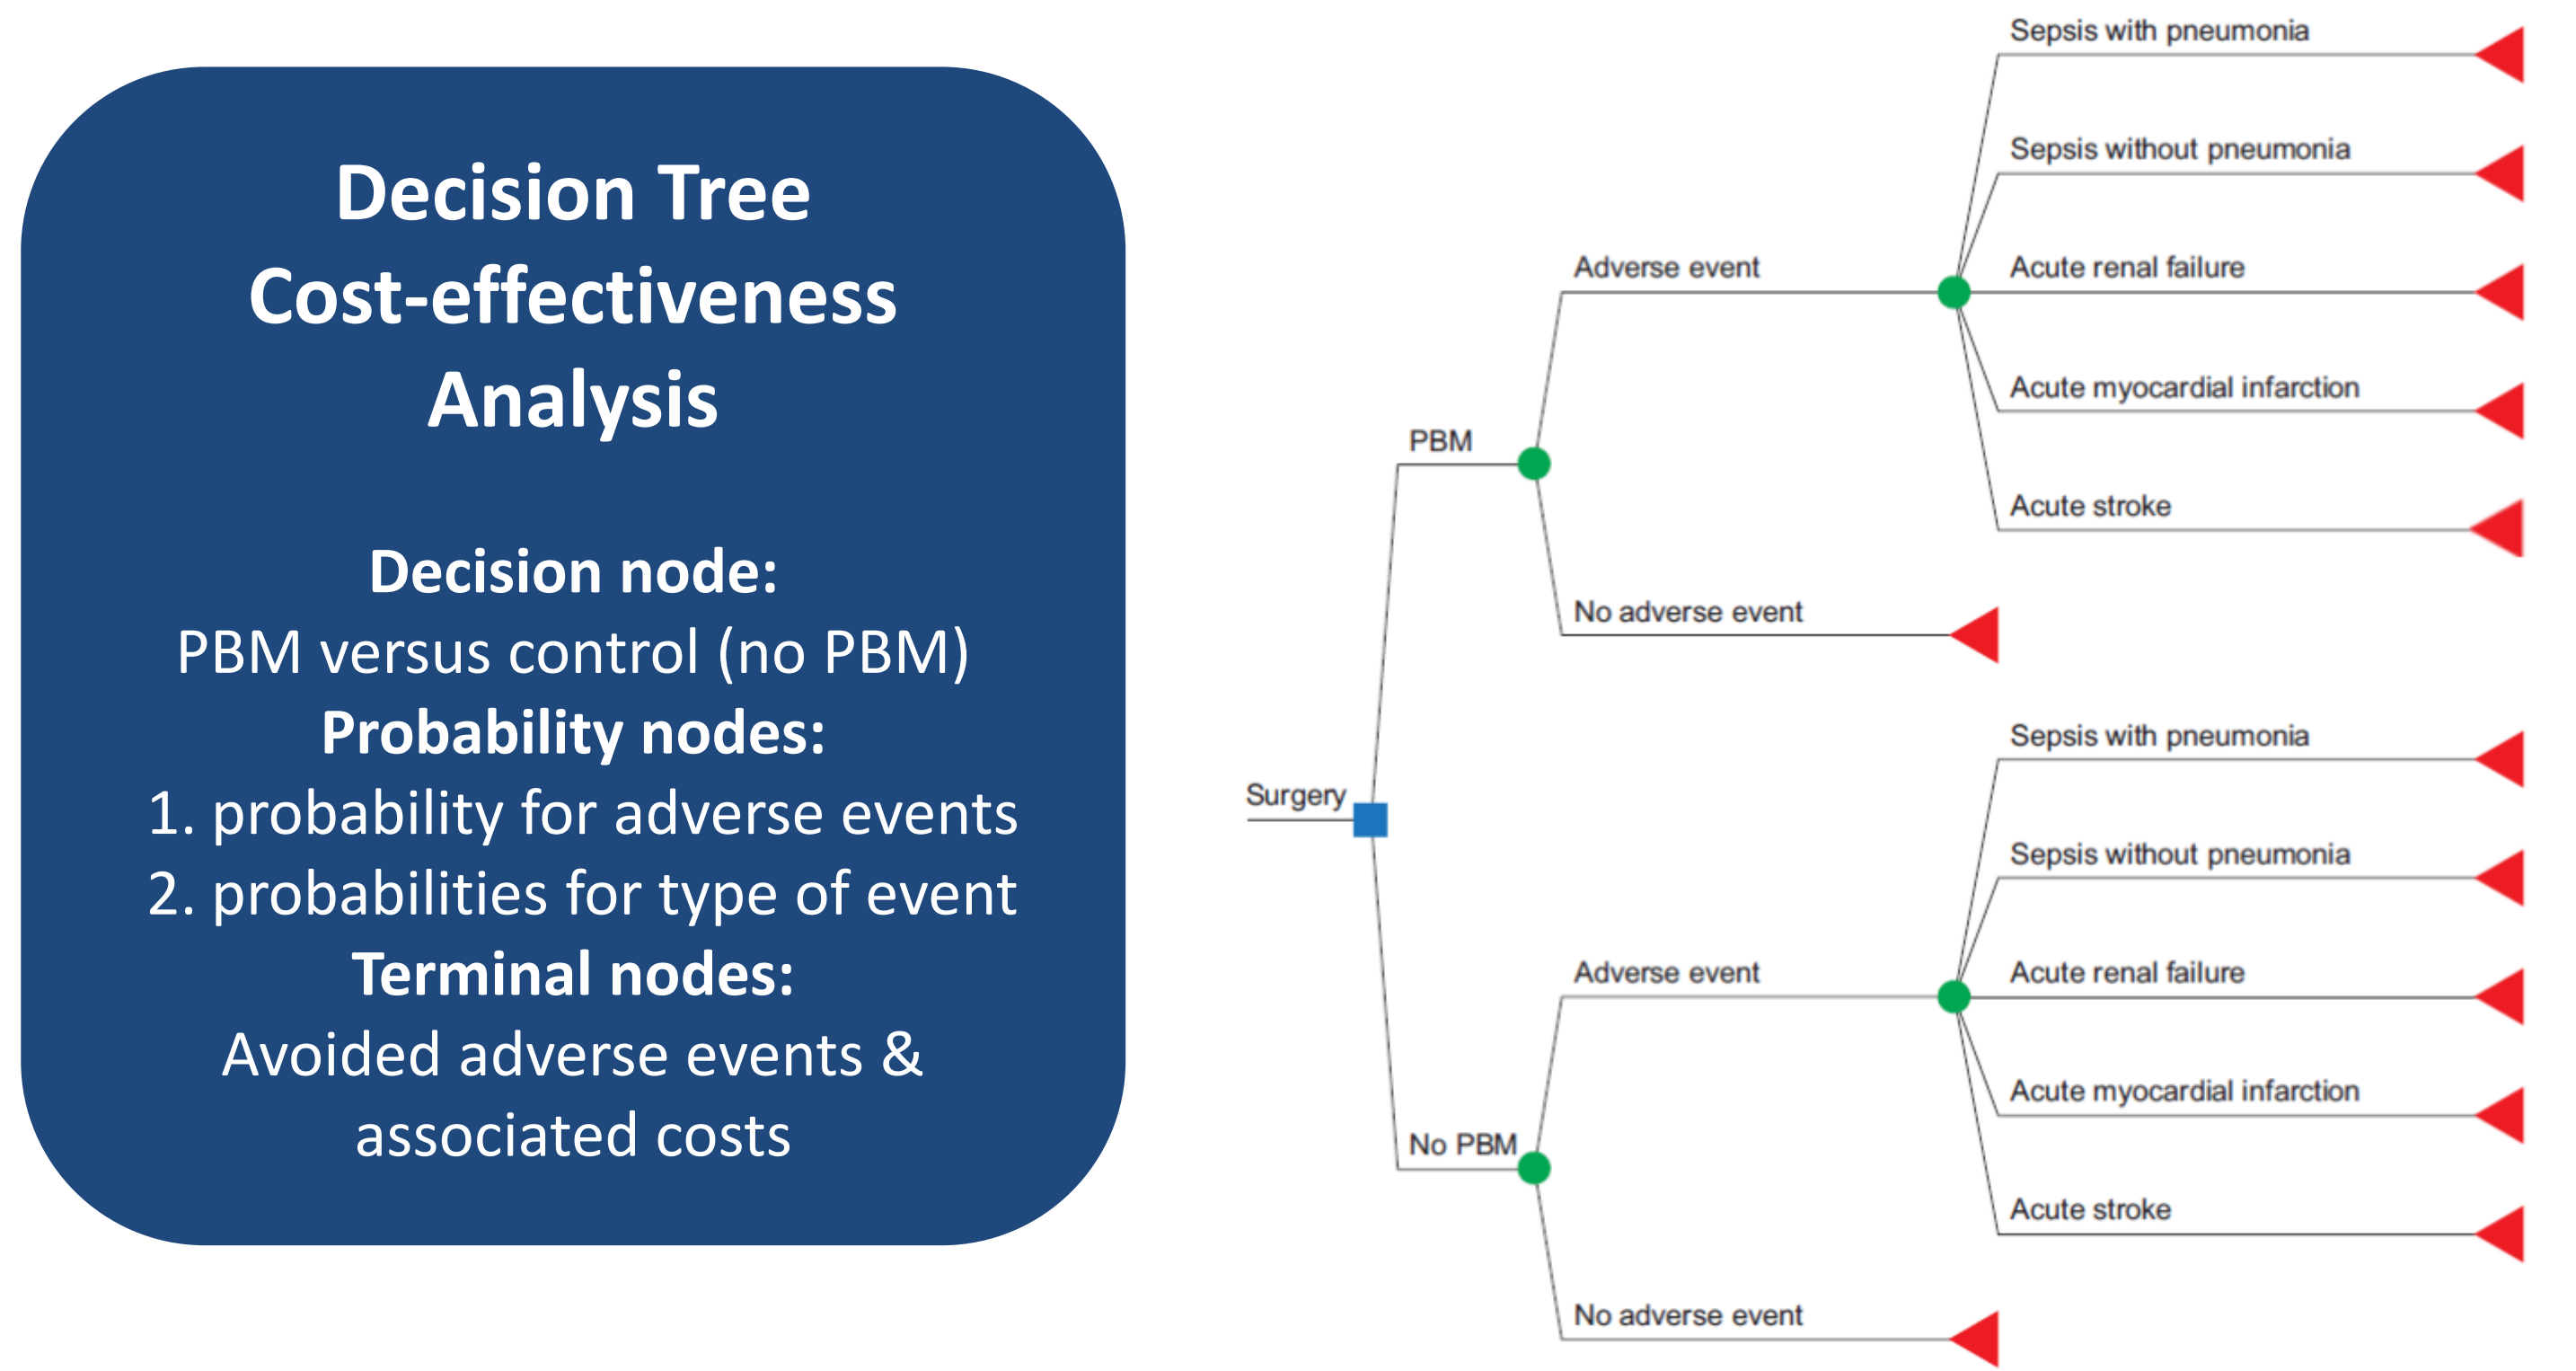 Decision Tree
Cost-effectiveness
Analysis
Decision node:
PBM versus control (no PBM)
Probability nodes:
1. probability for adverse events
2. probabilities for type of event
Terminal nodes:
Avoided adverse events &
associated costs
Surgery
PBM
Adverse event
Sepsis with pneumonia
Sepsis without pneumonia
Acute renal failure
Acute myocardial infarction
Acute stroke
No adverse event
No PBM
Adverse event
Sepsis with pneumonia
Sepsis without pneumonia
Acute renal failure
Acute myocardial infarction
Acute stroke
No adverse event